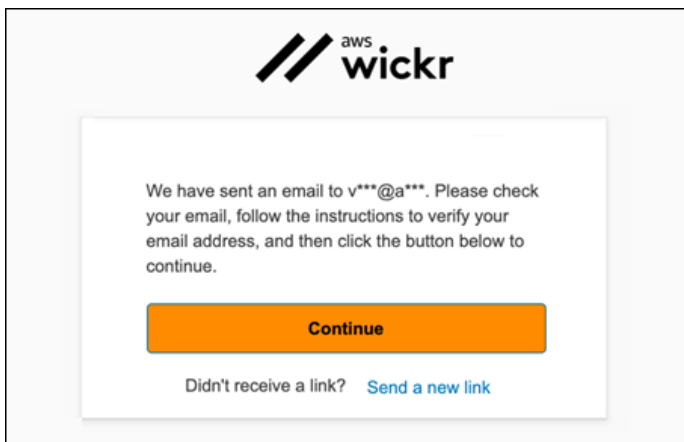 aws
wickr
We have sent an email to v***@a***. Please check
your email, follow the instructions to verify your
email address, and then click the button below to
continue.
Continue
Didn't receive a link? Send a new link